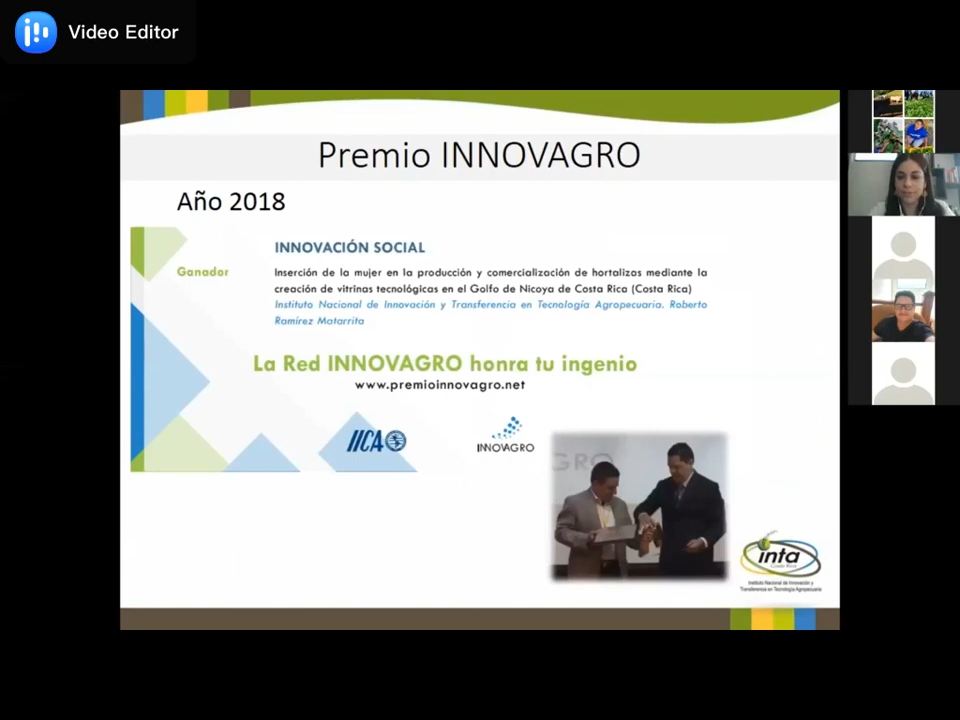 Video Editor
Premio INNOVAGRO
Año 2018
INNOVACIÓN SOCIAL
Ganador
Inserción de la mujer en la producción y comercialización de hortalizas mediante la
creación de vitrinas tecnológicas en el Golfo de Nicoya de Costa Rica (Costa Rica)
Instituto Nacional de Innovación y Transferencia en Tecnología Agropecuaria. Roberto
Ramírez Matarrita
La Red INNOVAGRO honra tu ingenio
www.premioinnovagro.net
IICA
INNOVAGRO
GRO
inta
Costa Rica
Instituto Nacional de Innovación y
Transferencia en Tecnología Agropecuaria